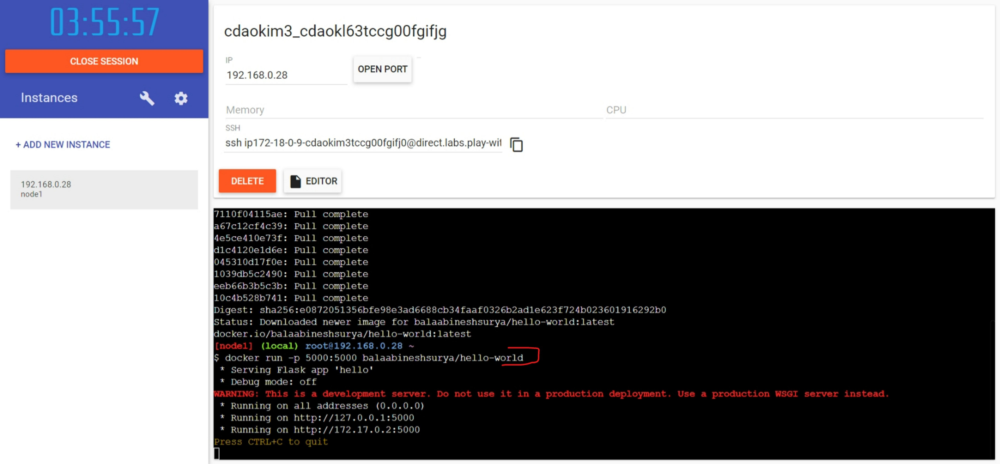 03:55:57
CLOSE SESSION
Instances
+ ADD NEW INSTANCE
192.168.0.28
node1
cdaokim3_cdaokl63tccg00fgifjg
IP
192.168.0.28
OPEN PORT
Memory
CPU
SSH
ssh ip172-18-0-9-cdaokim3tccg00fgifj0@direct.labs.play-wit
DELETE
EDITOR
7110f04115ae: Pull complete
a67c12cf4c39: Pull complete
4e5ce410e73f: Pull complete
d1c4120e1d6e: Pull complete
045310d17f0e: Pull complete
1039db5c2490: Pull complete
eeb66b3b5c3b: Pull complete
10c4b528b741: Pull complete
Digest: sha256:e0872051356bfe98e3ad6688cb34faaf0326b2ad1e623f724b023601916292b0
Status: Downloaded newer image for balaabineshsurya/hello-world:latest
docker.io/balaabineshsurya/hello-world:latest
[node1] (local) root@192.168.0.28 ~
$ docker run -p 5000:5000 balaabineshsurya/hello-world
* Serving Flask app 'hello'
* Debug mode: off
WARNING: This is a development server. Do not use it in a production deployment. Use a production WSGI server instead.
* Running on all addresses (0.0.0.0)
* Running on http://127.0.0.1:5000
* Running on http://172.17.0.2:5000
Press CTRL+C to quit